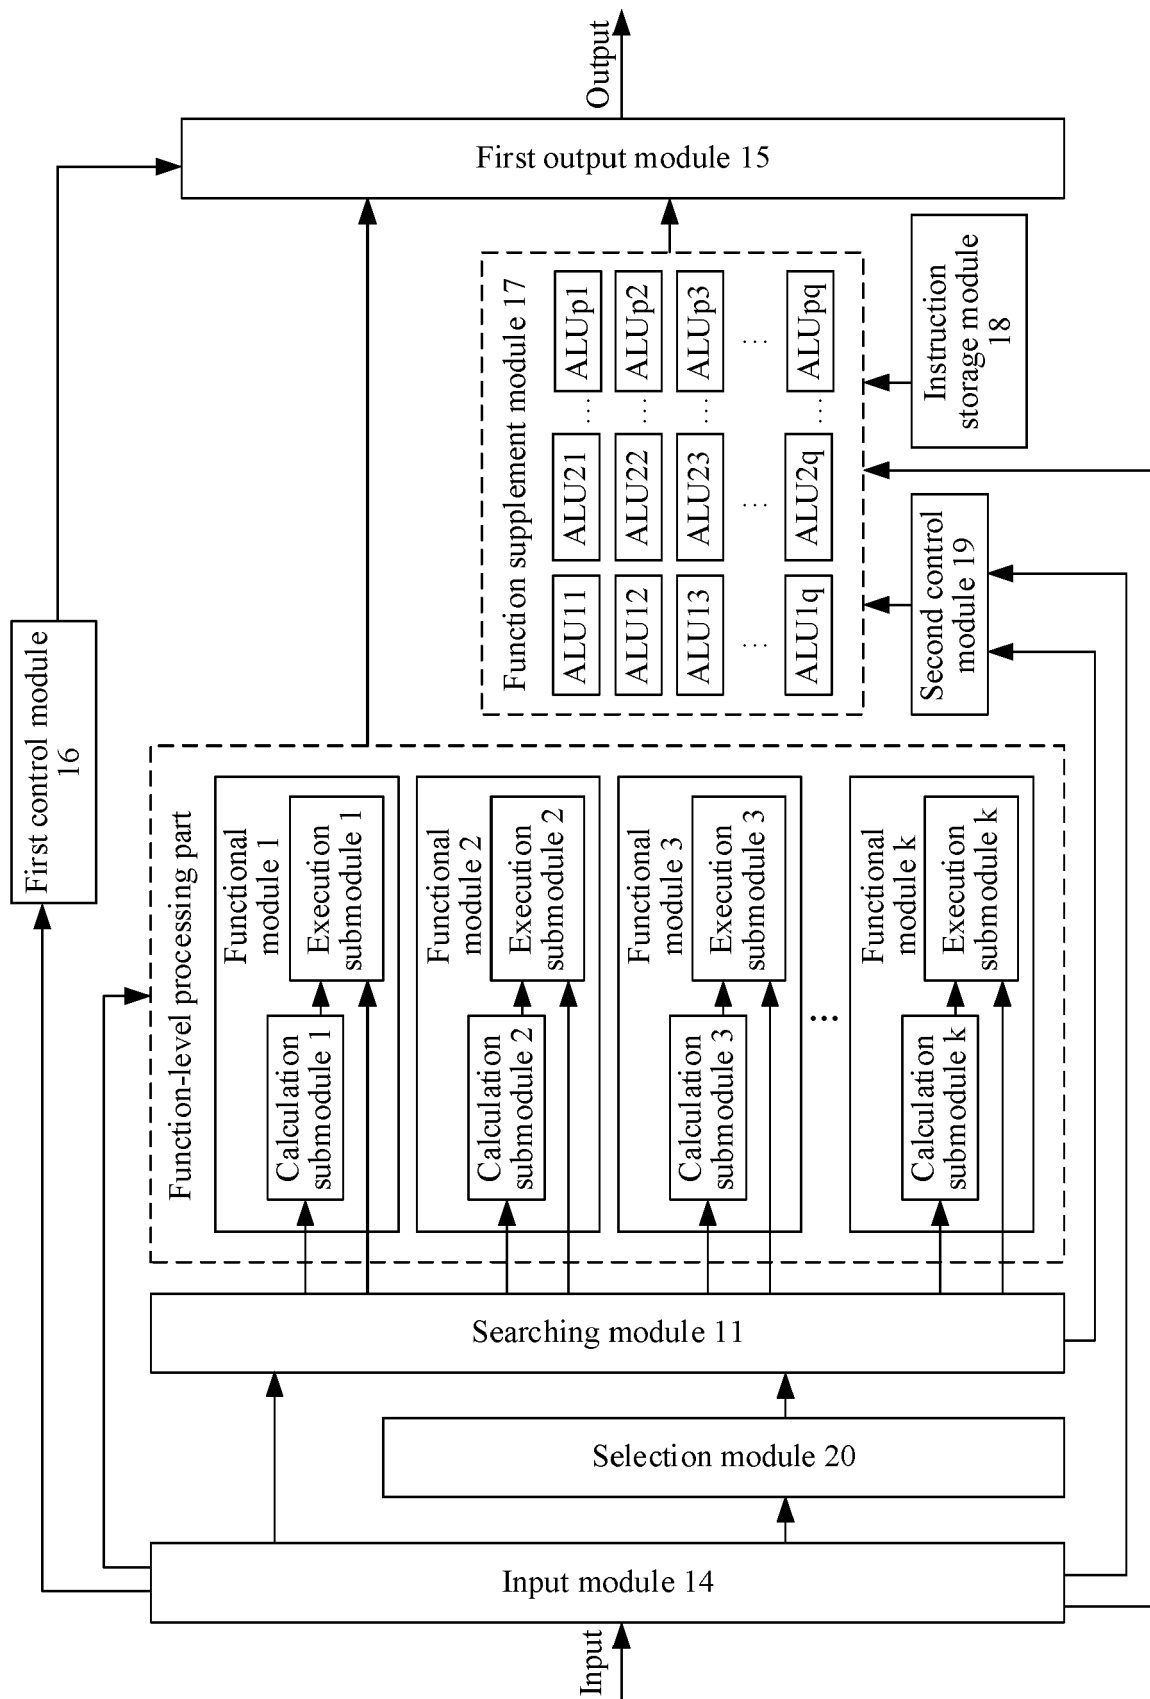 Input
Input module 14
Selection module 20
Searching module 11
First control module
16
Function-level processing part
Functional
module 1
Calculation
submodule 1
Execution
submodule 1
Functional
module 2
Calculation
submodule 2
Execution
submodule 2
Functional
module 3
Calculation
submodule 3
Execution
submodule 3
...
Functional
module k
Calculation
submodule k
Execution
submodule k
Function supplement module 17
ALU11 ALU21 ... ALUp1
ALU12 ALU22 ... ALUp2
ALU13 ALU23 ... ALUp3
... ... ...
ALU1q ALU2q ... ALUpq
Second control
module 19
Instruction
storage module
18
First output module 15
Output